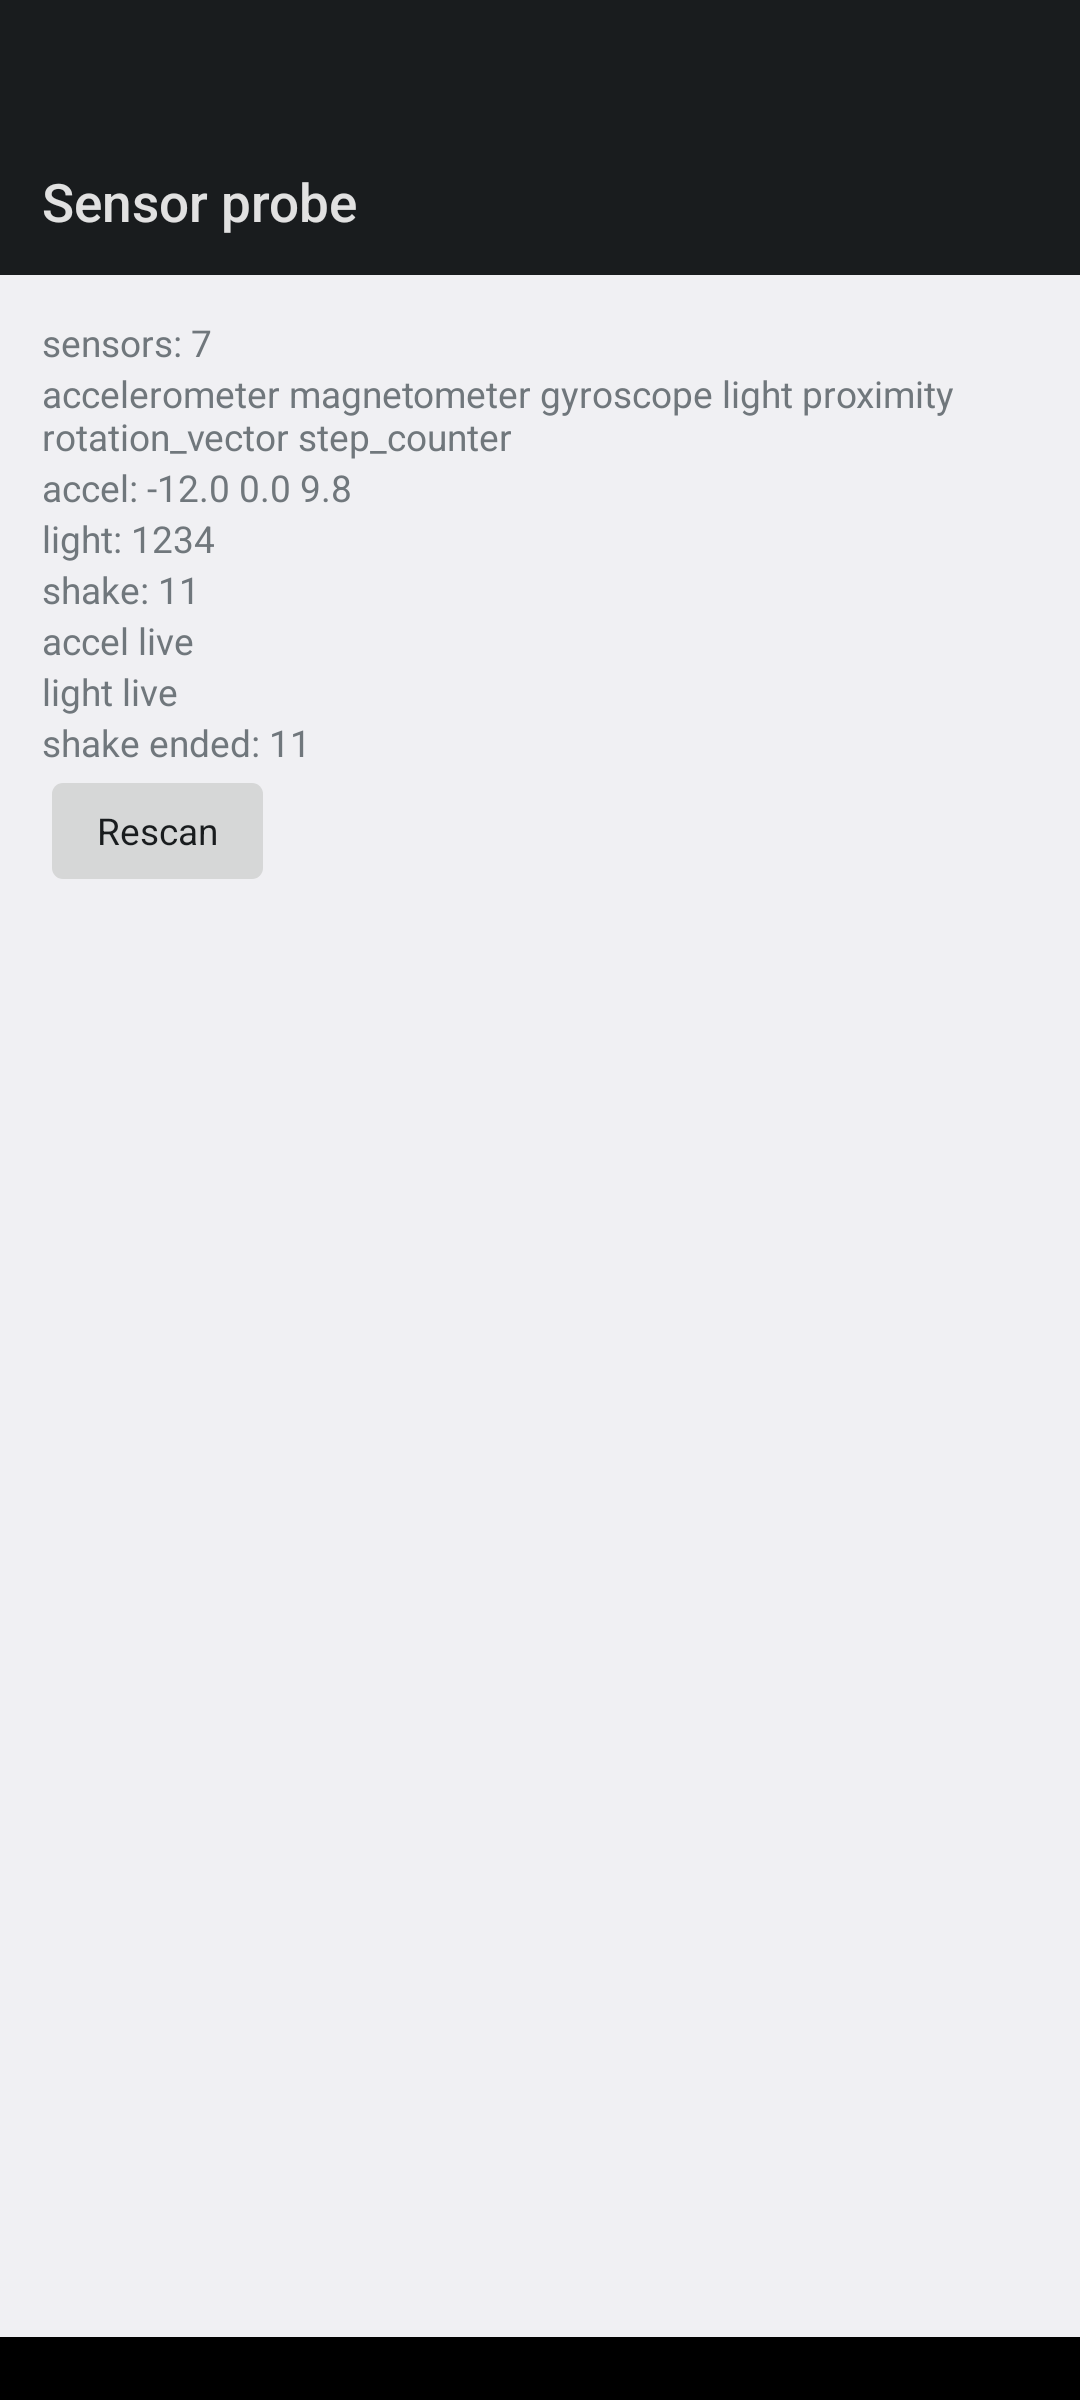 Sensor probe
sensors: 7
accelerometer magnetometer gyroscope light proximity
rotation_vector step_counter
accel: -12.0 0.0 9.8
light: 1234
shake: 11
accel live
light live
shake ended: 11
Rescan